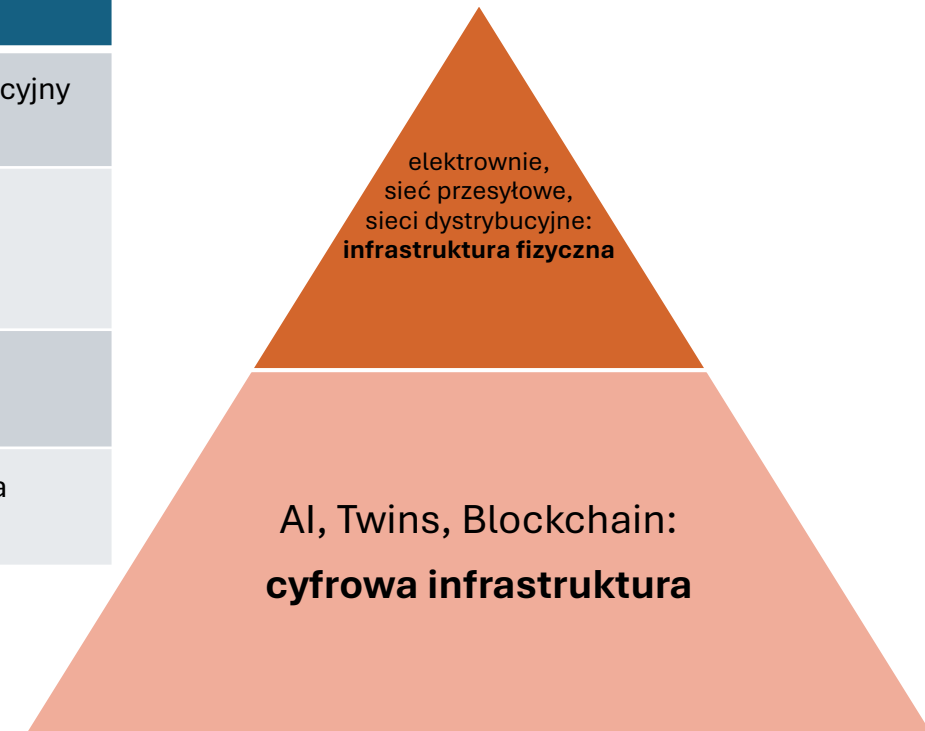 cyjny
a
elektrownie,
sieć przesyłowe,
sieci dystrybucyjne:
infrastruktura fizyczna
AI, Twins, Blockchain:
cyfrowa infrastruktura